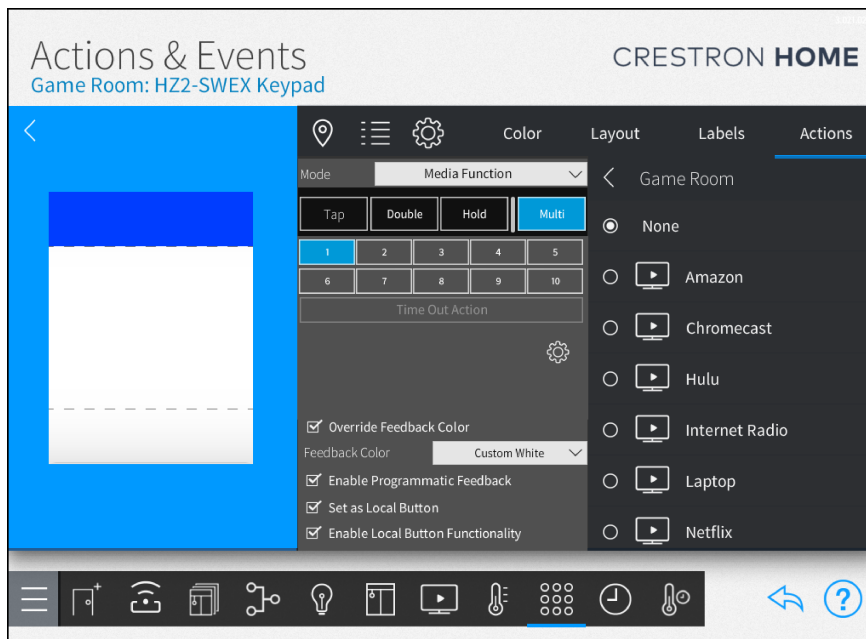 Actions & Events
CRESTRON HOME
Game Room: HZ2-SWEX Keypad
Color Layout Labels Actions
Mode Media Function
Game Room
Tap Double Hold Multi
None
1 2 3 4 5
6 7 8 9 10
Amazon
Time Out Action
Chromecast
Hulu
Override Feedback Color
Internet Radio
Feedback Color Custom White
Enable Programmatic Feedback
Laptop
Set as Local Button
Enable Local Button Functionality
Netflix
?